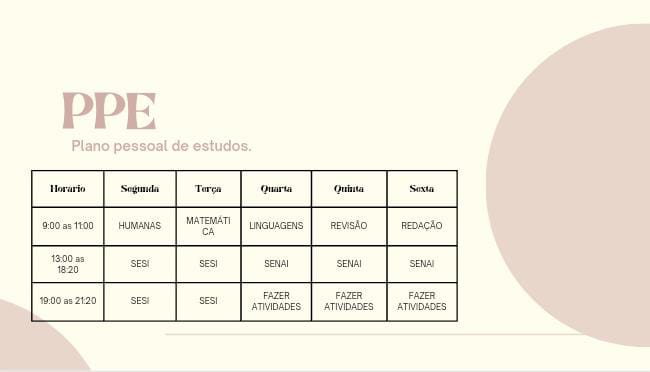 PPE
Plano pessoal de estudos.
Horario Segunda Terça Quarta Quinta Sexta
9:00 as 11:00 HUMANAS MATEMÁTI
CA LINGUAGENS REVISÃO REDAÇÃO
13:00 as
18:20 SESI SESI SENAI SENAI SENAI
19:00 as 21:20 SESI SESI FAZER
ATIVIDADES FAZER
ATIVIDADES FAZER
ATIVIDADES